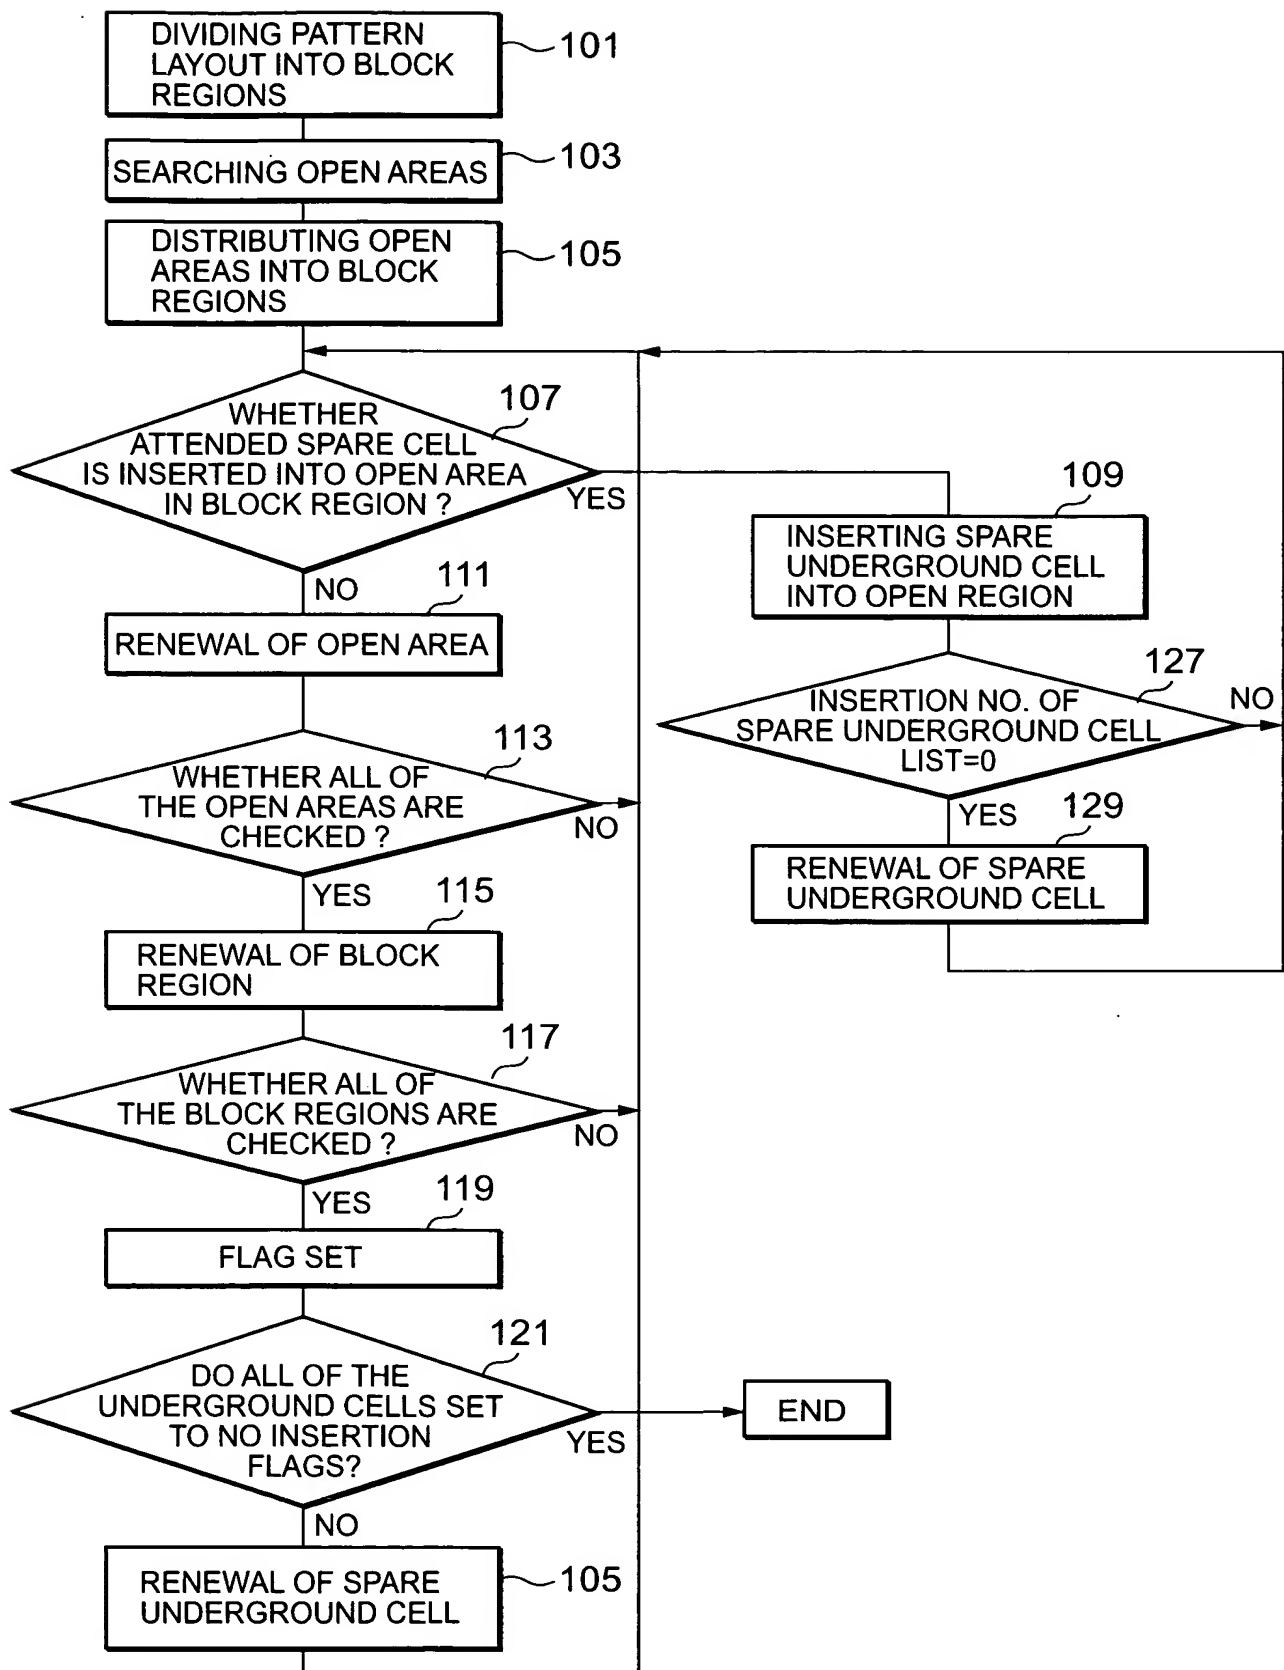 DIVIDING PATTERN
LAYOUT INTO BLOCK
REGIONS
101
SEARCHING OPEN AREAS
103
DISTRIBUTING OPEN
AREAS INTO BLOCK
REGIONS
105
WHETHER
ATTENDED SPARE CELL
IS INSERTED INTO OPEN AREA
IN BLOCK REGION ?
107
YES
NO
109
INSERTING SPARE
UNDERGROUND CELL
INTO OPEN REGION
111
RENEWAL OF OPEN AREA
127
INSERTION NO. OF
SPARE UNDERGROUND CELL
LIST=0
NO
YES
113
WHETHER ALL OF
THE OPEN AREAS ARE
CHECKED ?
NO
YES
129
RENEWAL OF SPARE
UNDERGROUND CELL
115
RENEWAL OF BLOCK
REGION
117
WHETHER ALL OF
THE BLOCK REGIONS ARE
CHECKED ?
NO
YES
119
FLAG SET
121
DO ALL OF THE
UNDERGROUND CELLS SET
TO NO INSERTION
FLAGS?
YES
END
NO
RENEWAL OF SPARE
UNDERGROUND CELL
105